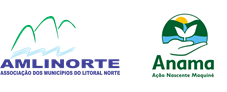 AMLINORTE
ASSOCIAÇÃO DOS MUNICÍPIOS DO LITORAL NORTE
Anama
Ação Nascente Maquiné